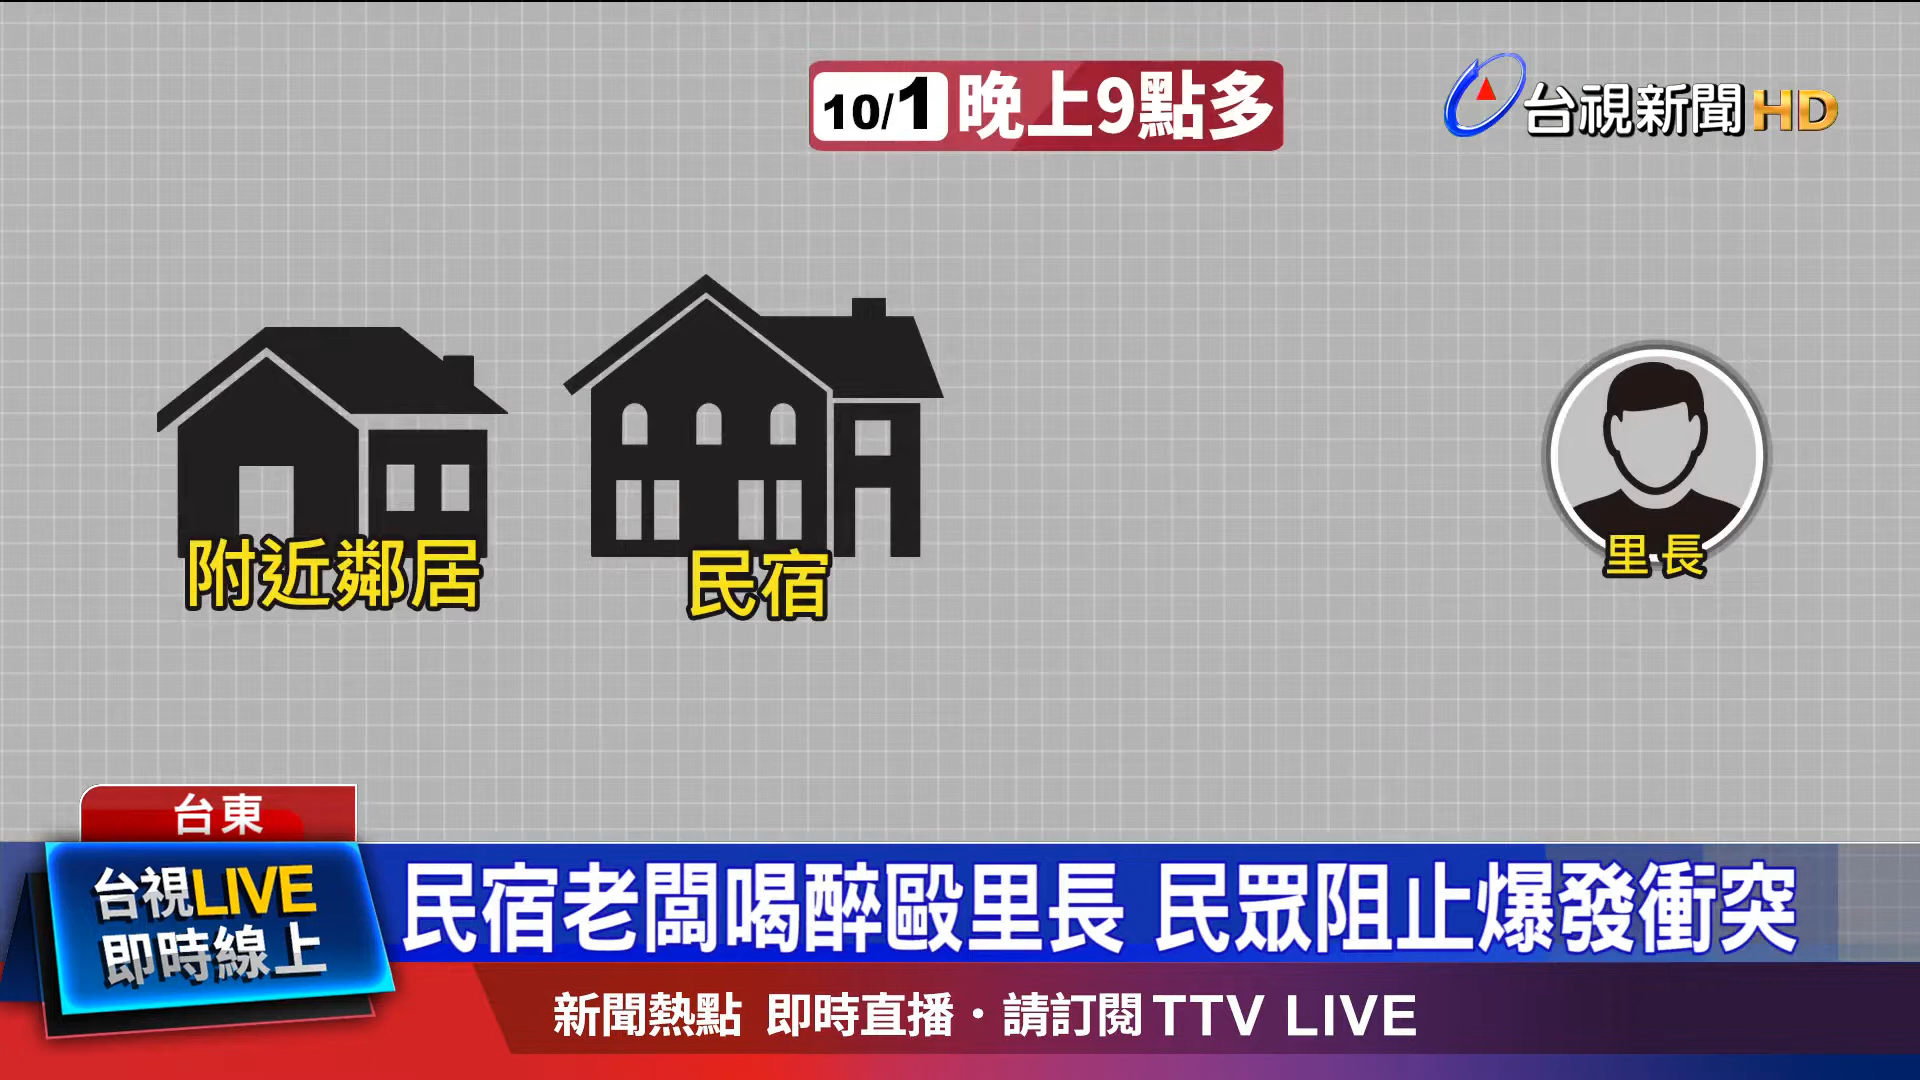 10/1 晚上9點多
台視新聞HD
附近鄰居
民宿
里長
台東
台視LIVE
即時線上
民宿老闆喝醉毆里長 民眾阻止爆發衝突
新聞熱點 即時直播·請訂閱TTV LIVE